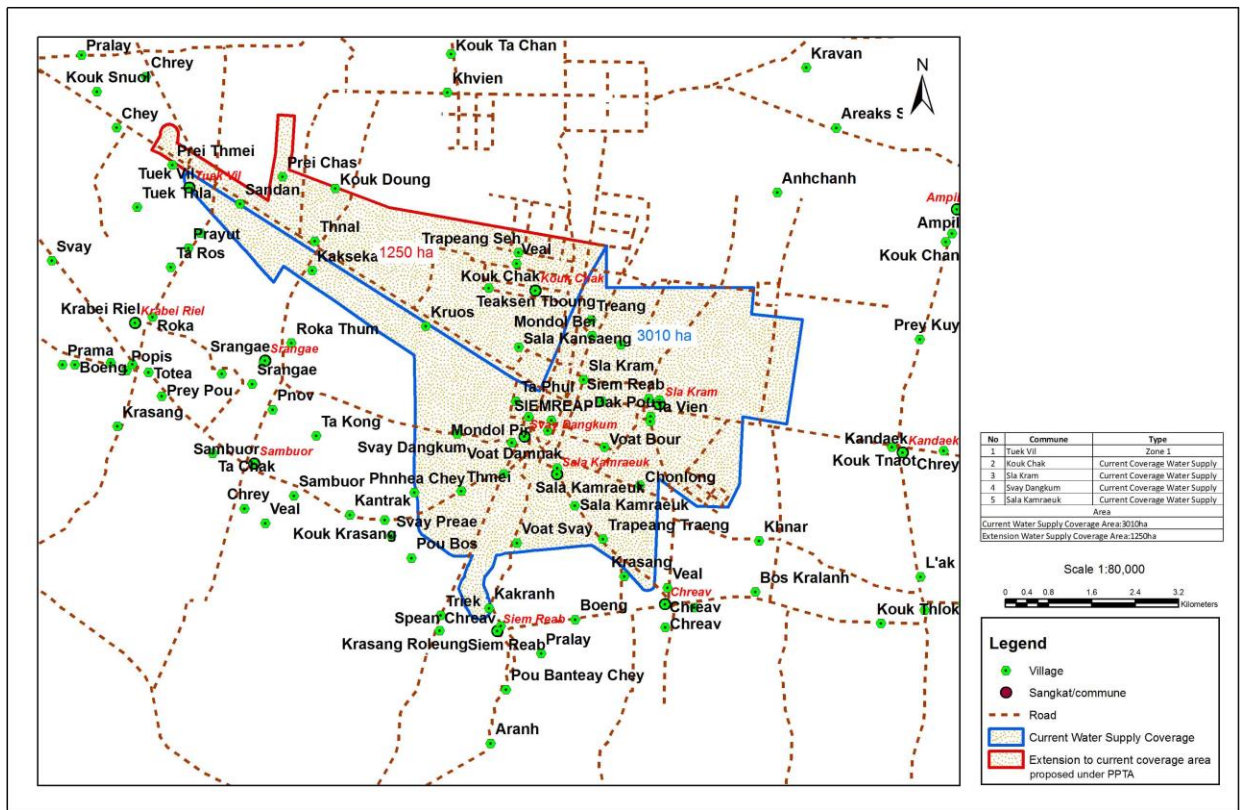 Pralay
Chrey
Kouk Snuol
Chey
Kouk Ta Chan
Khvien
Kravan
N
Areaks S
Prei Thmei
Tuek Vil
Tuek Vil
Tuek Thla
Sandan
Prei Chas
Kouk Doung
Anhchanh
Ampil
Ampil
Kouk Chan
Svay
Prayut
Ta Ros
Thnal
Kakseka
1250 ha
Trapeang Seh
Veal
Kouk Chak
Kouk Chak
Teaksen Tboung
Treang
Mondol Bei
Sala Kansaeng
3010 ha
Prey Kuy
Krabei Riel
Krabei Riel
Roka
Kruos
Roka Thum
Srangae
Srangae
Srangae
Prama
Boeng
Popis
Totea
Prey Pou
Krasang
Pnov
Ta Kong
Sla Kram
Ta Phul
Siem Reab
Sla Kram
SIEMREAP
Dak Pou
Ta Vien
Mondol Pir
Svay Dangkum
Svay Dangkum
Voat Bour
Voat Damnak
Sala Kamraeuk
Kandaek
Kandaek
Kouk Tnaot
Chrey
Sambuor
Sambuor
Ta Chak
Sambuor
Chrey
Veal
Phnhea Chey
Thmei
Sala Kamraeuk
Chonlong
Kantrak
Sala Kamraeuk
Svay Preae
Kouk Krasang
Voat Svay
Trapeang Traeng
Khnar
Pou Bos
Krasang
Veal
Bos Kralanh
L'ak
Chreav
Chreav
Chreav
Kouk Thlok
Triek
Kakranh
Boeng
Spean Chreav
Siem Reab
Krasang Roleung
Siem Reab
Pralay
Pou Banteay Chey
Aranh
No Commune Type
1 Tuek Vil Zone 1
2 Kouk Chak Current Coverage Water Supply
3 Sla Kram Current Coverage Water Supply
4 Svay Dangkum Current Coverage Water Supply
5 Sala Kamraeuk Current Coverage Water Supply
Area
Current Water Supply Coverage Area:3010ha
Extension Water Supply Coverage Area:1250ha
Scale 1:80,000
0 0.4 0.8 1.6 2.4 3.2
Kilometers
Legend
Village
Sangkat/commune
Road
Current Water Supply Coverage
Extension to current coverage area
proposed under PPTA